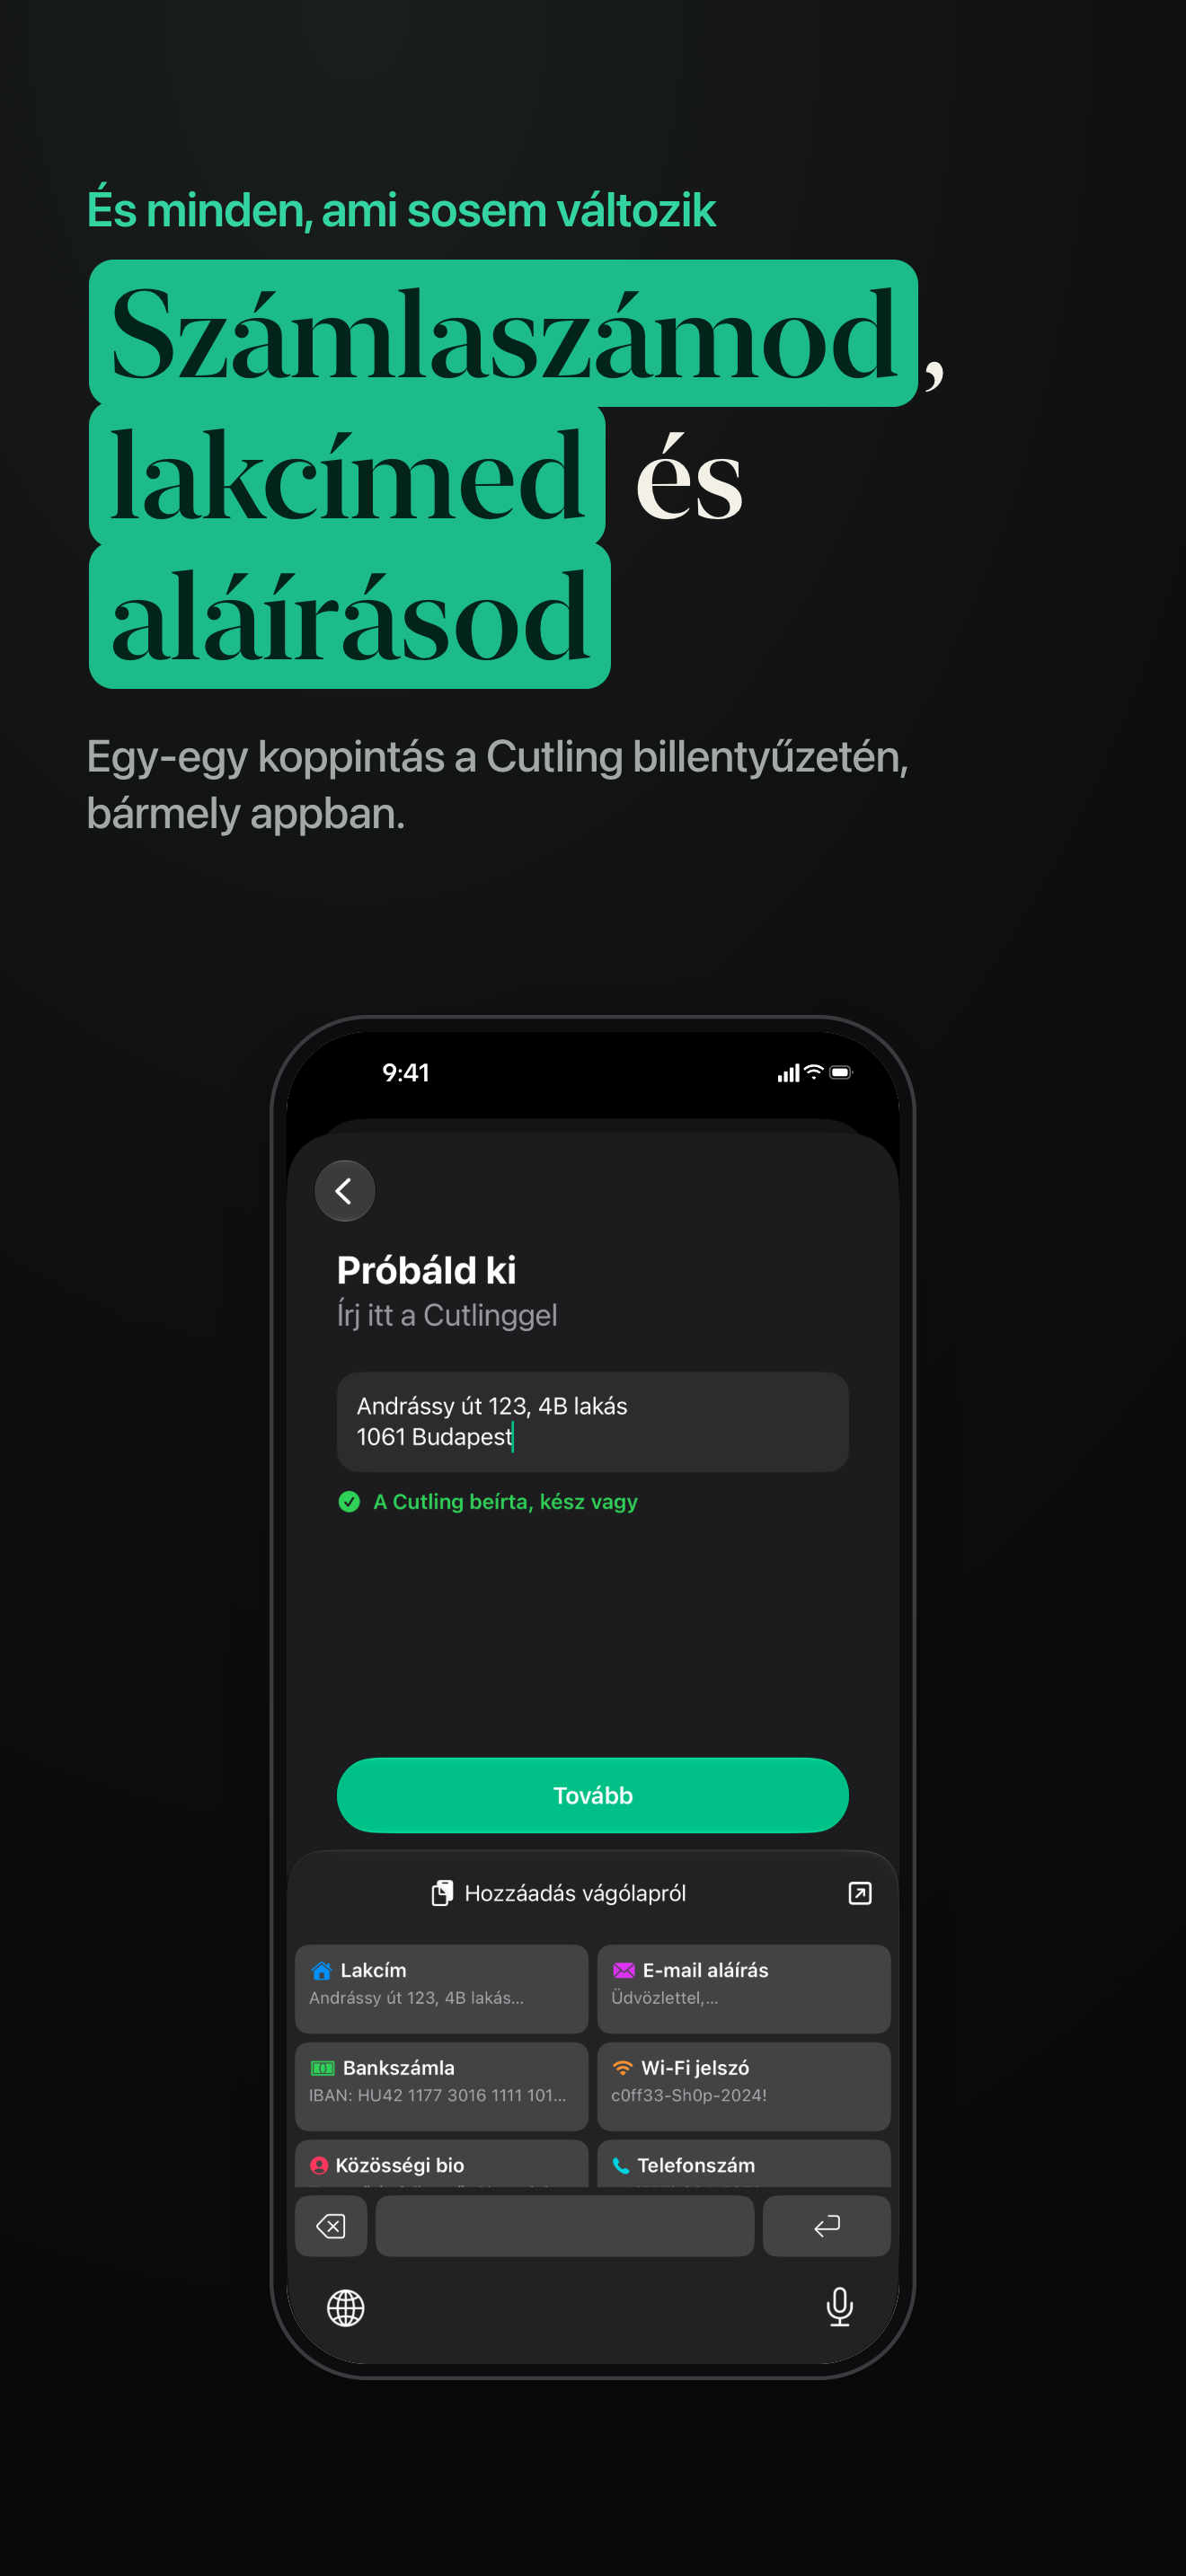 És minden, ami sosem változik
Számlaszámod,
lakcímed és
aláírásod
Egy-egy koppintás a Cutling billentyűzetén,
bármely appban.
9:41
Próbáld ki
Írj itt a Cutlinggel
Andrássy út 123, 4B lakás
1061 Budapest
A Cutling beírta, kész vagy
Tovább
Hozzáadás vágólapról
Lakcím
Andrássy út 123, 4B lakás...
E-mail aláírás
Üdvözlettel,...
Bankszámla
IBAN: HU42 1177 3016 1111 101...
Wi-Fi jelszó
c0ff33-Sh0p-2024!
Közösségi bio
Telefonszám